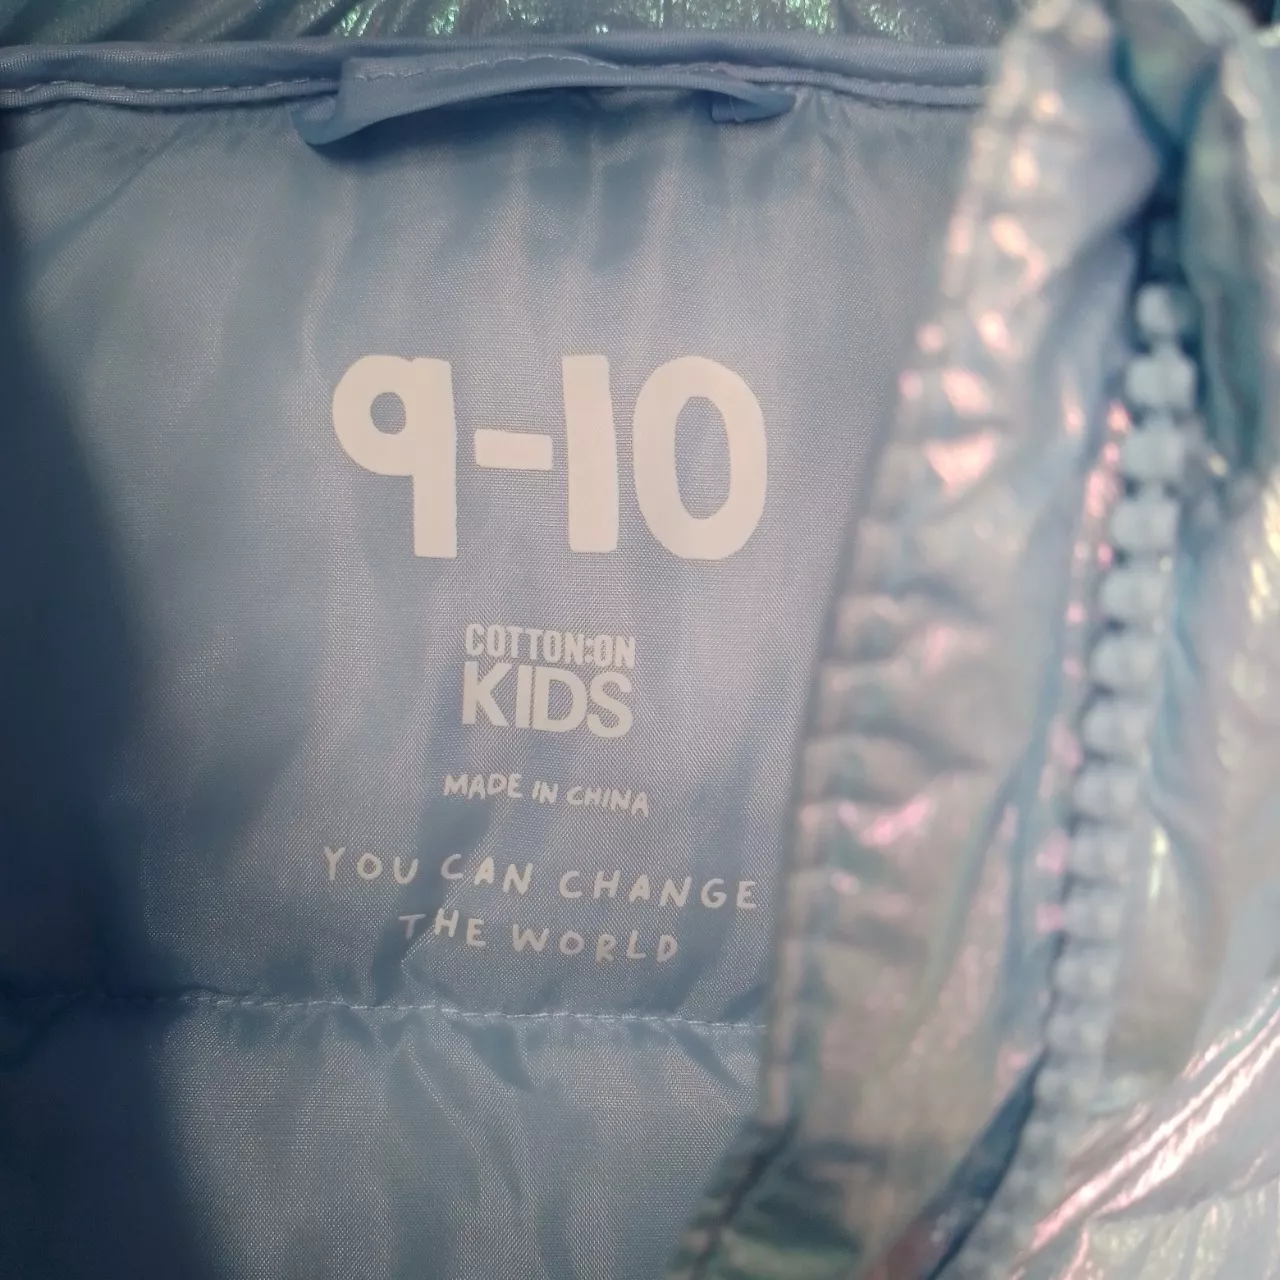 9-10
COTTON:ON
KIDS
MADE IN CHINA
YOU CAN CHANGE
THE WORLD